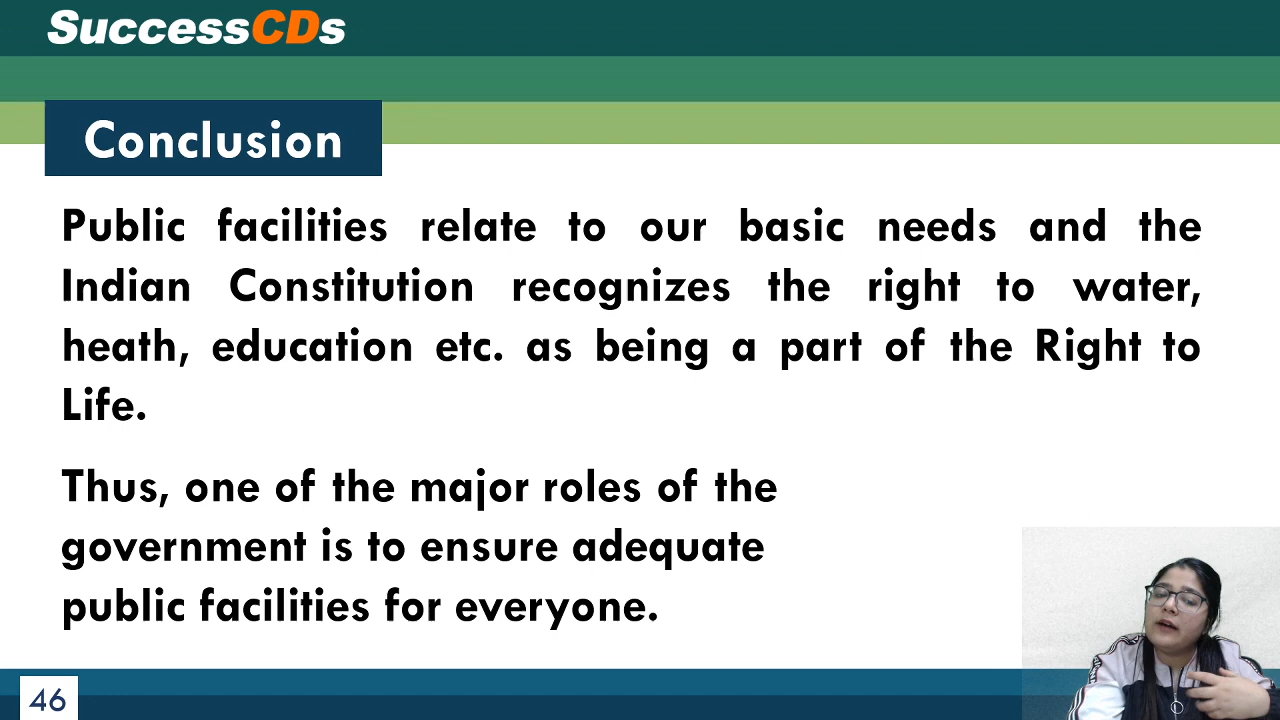 SuccessCDs
Conclusion
Public facilities relate to our basic needs and the
Indian Constitution recognizes the right to water,
heath, education etc. as being a part of the Right to
Life.
Thus, one of the major roles of the
government is to ensure adequate
public facilities for everyone.
46